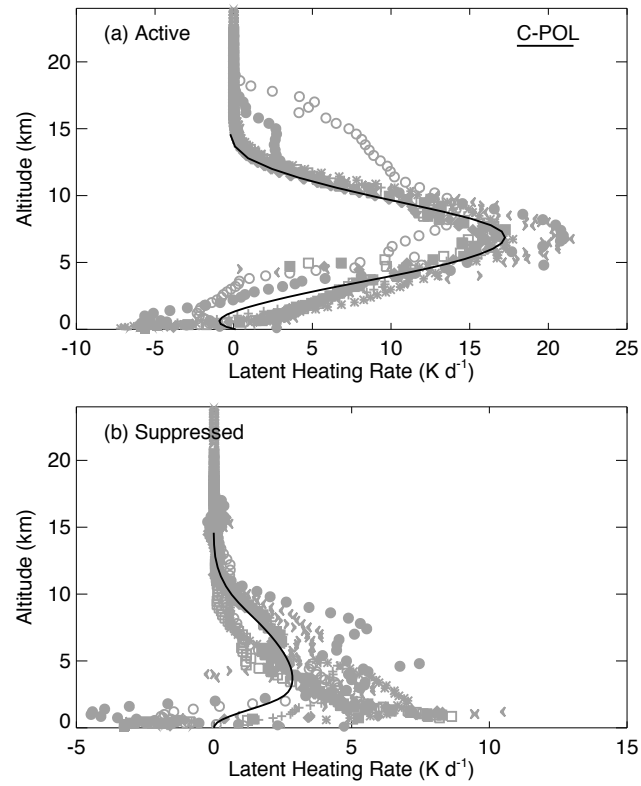 (a) Active
C-POL
20
15
10
5
0
Altitude (km)
-10 -5 0 5 10 15 20 25
Latent Heating Rate (K d⁻¹)
(b) Suppressed
20
15
10
5
0
Altitude (km)
-5 0 5 10 15
Latent Heating Rate (K d⁻¹)